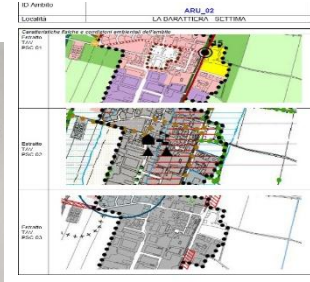 ID Ambito
ARU_02
Località
LA BARATTIERA - SETTIMA
Caratteristiche fisiche e condizioni ambientali dell'ambito
Estratto
TAV
PSC 01
Estratto
TAV
PSC 02
Estratto
TAV
PSC 03